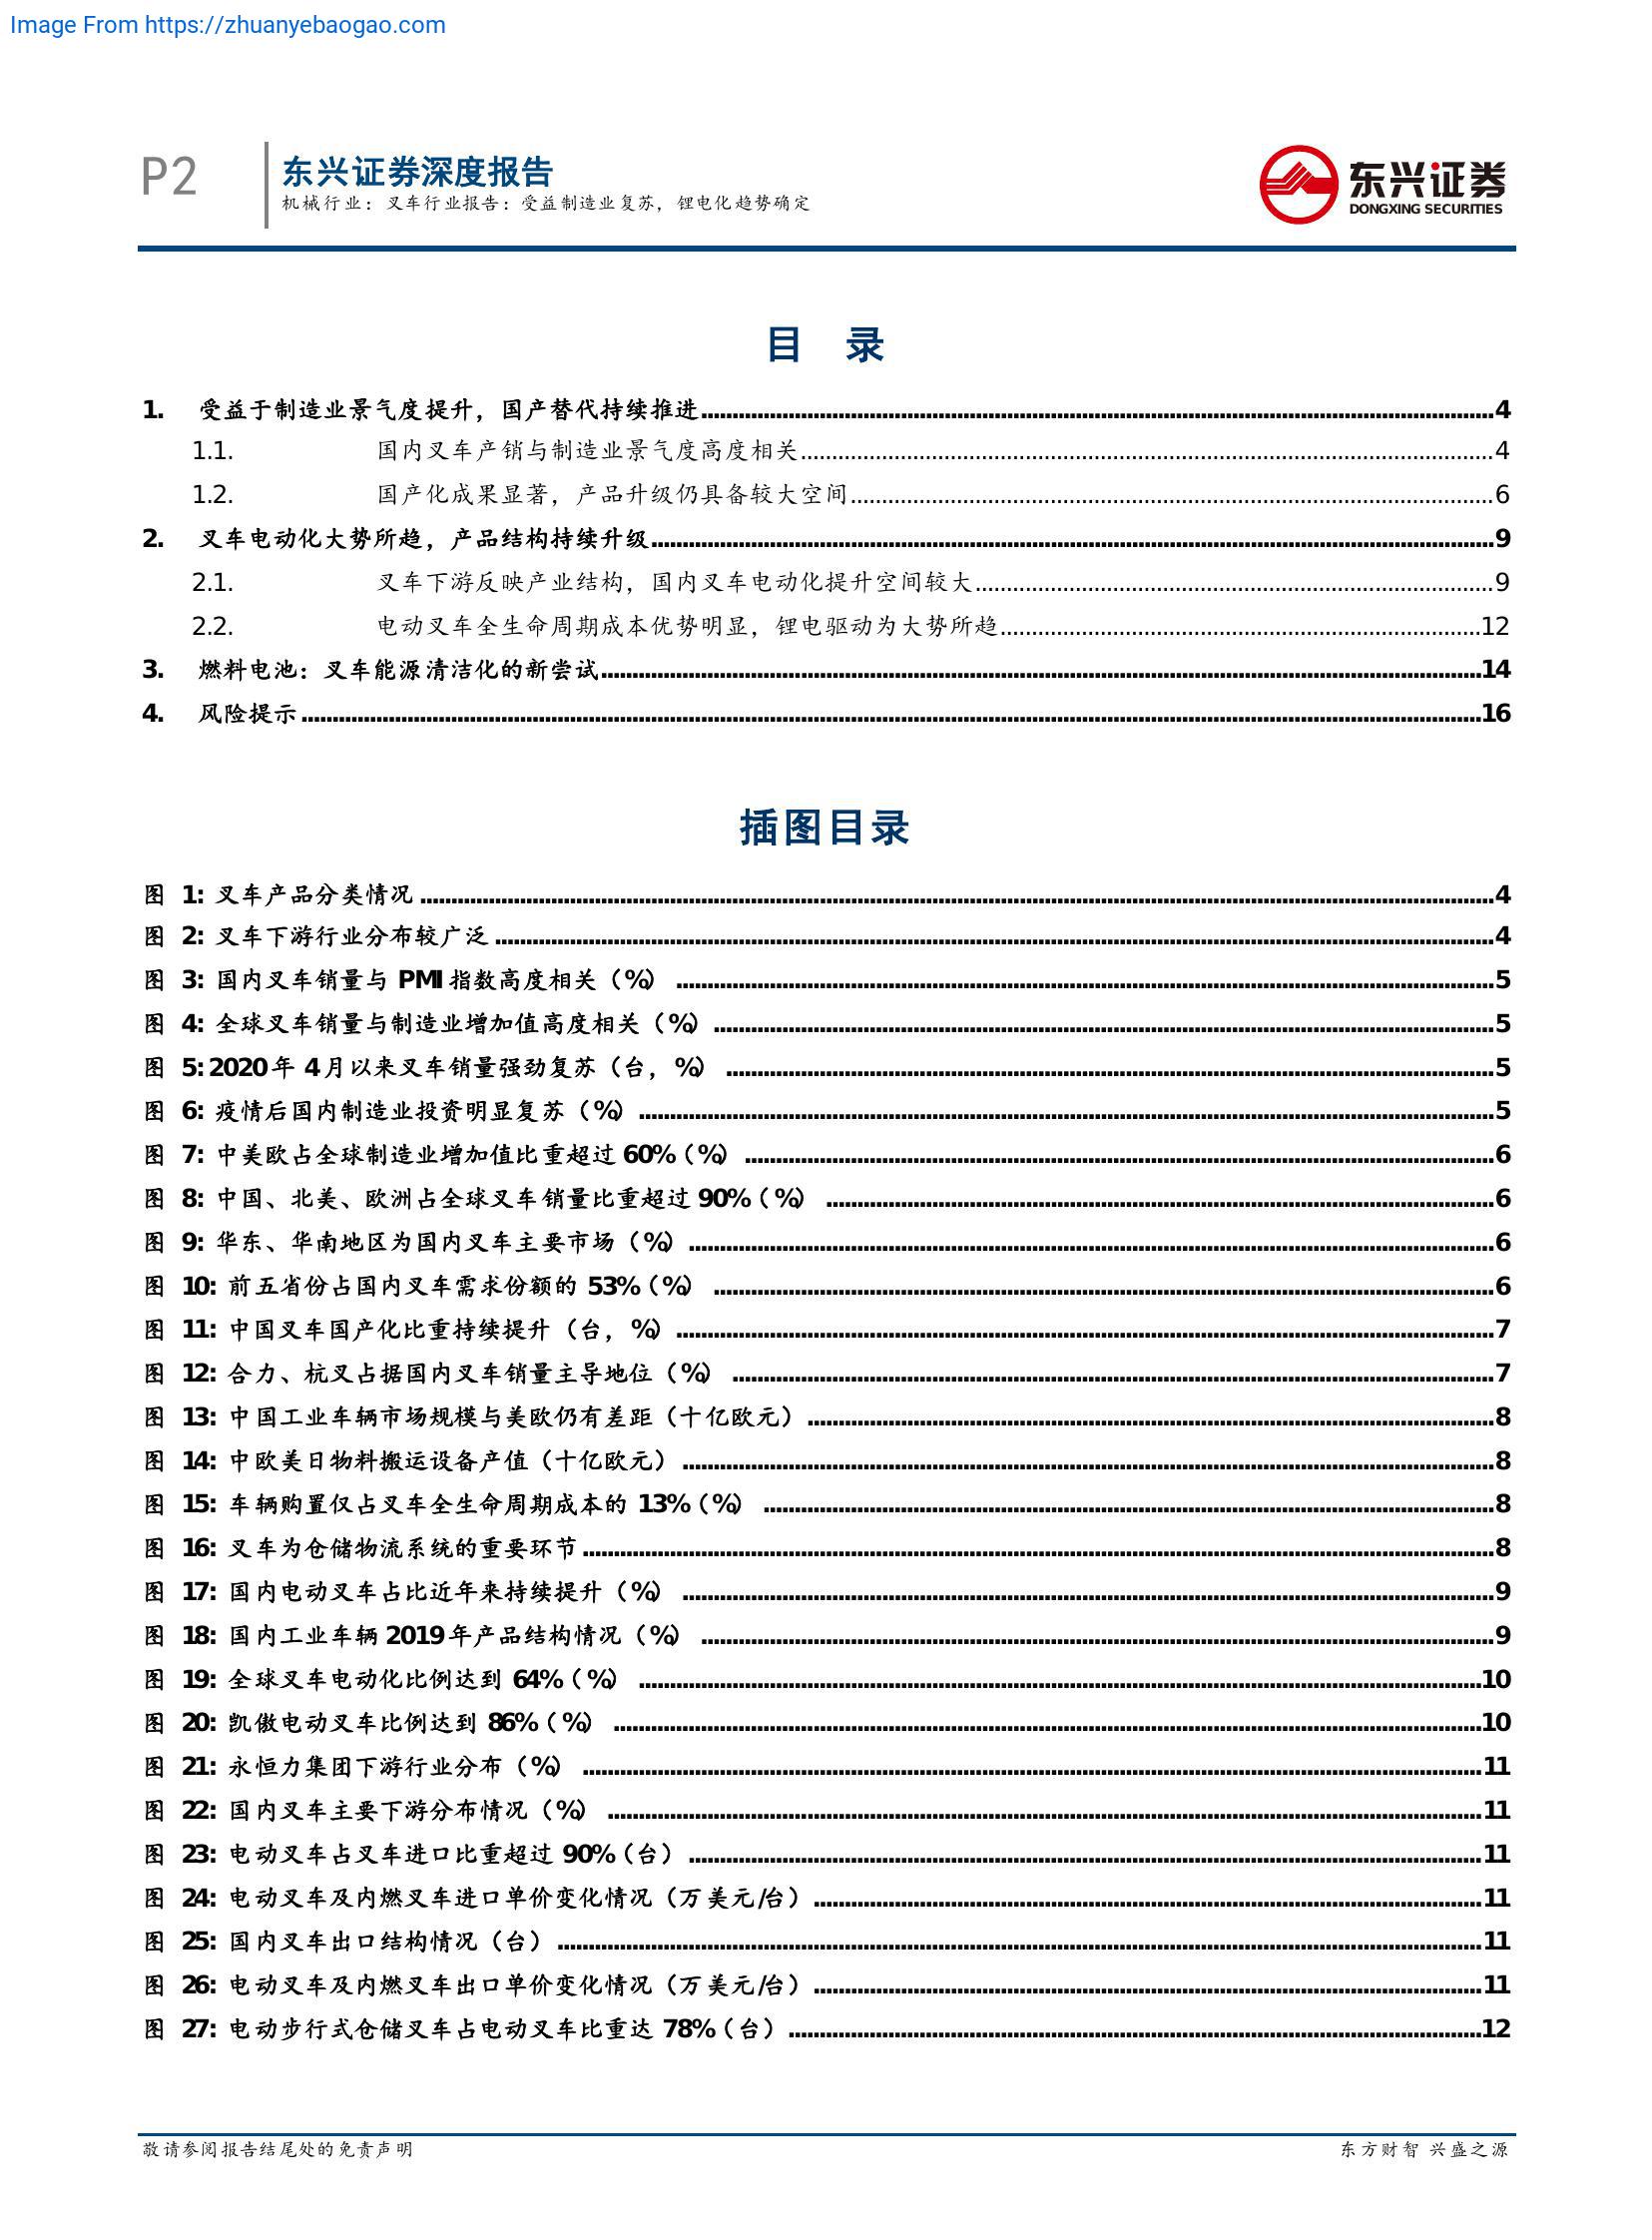 Image From https://zhuanyebaogao.com
P2
东兴证券深度报告
机械行业：叉车行业报告：受益制造业复苏，锂电化趋势确定
东兴证券
DONGXING SECURITIES
目 录
1. 受益于制造业景气度提升，国产替代持续推进 4
1.1. 国内叉车产销与制造业景气度高度相关 4
1.2. 国产化成果显著，产品升级仍具备较大空间 6
2. 叉车电动化大势所趋，产品结构持续升级 9
2.1. 叉车下游反映产业结构，国内叉车电动化提升空间较大 9
2.2. 电动叉车全生命周期成本优势明显，锂电驱动为大势所趋 12
3. 燃料电池：叉车能源清洁化的新尝试 14
4. 风险提示 16
插图目录
图 1: 叉车产品分类情况 4
图 2: 叉车下游行业分布较广泛 4
图 3: 国内叉车销量与 PMI 指数高度相关（%） 5
图 4: 全球叉车销量与制造业增加值高度相关（%） 5
图 5: 2020 年 4 月以来叉车销量强劲复苏（台，%） 5
图 6: 疫情后国内制造业投资明显复苏（%） 5
图 7: 中美欧占全球制造业增加值比重超过 60%（%） 6
图 8: 中国、北美、欧洲占全球叉车销量比重超过 90%（%） 6
图 9: 华东、华南地区为国内叉车主要市场（%） 6
图 10: 前五省份占国内叉车需求份额的 53%（%） 6
图 11: 中国叉车国产化比重持续提升（台，%） 7
图 12: 合力、杭叉占据国内叉车销量主导地位（%） 7
图 13: 中国工业车辆市场规模与美欧仍有差距（十亿欧元） 8
图 14: 中欧美日物料搬运设备产值（十亿欧元） 8
图 15: 车辆购置仅占叉车全生命周期成本的 13%（%） 8
图 16: 叉车为仓储物流系统的重要环节 8
图 17: 国内电动叉车占比近年来持续提升（%） 9
图 18: 国内工业车辆 2019 年产品结构情况（%） 9
图 19: 全球叉车电动化比例达到 64%（%） 10
图 20: 凯傲电动叉车比例达到 86%（%） 10
图 21: 永恒力集团下游行业分布（%） 11
图 22: 国内叉车主要下游分布情况（%） 11
图 23: 电动叉车占叉车进口比重超过 90%（台） 11
图 24: 电动叉车及内燃叉车进口单价变化情况（万美元/台） 11
图 25: 国内叉车出口结构情况（台） 11
图 26: 电动叉车及内燃叉车出口单价变化情况（万美元/台） 11
图 27: 电动步行式仓储叉车占电动叉车比重达 78%（台） 12
敬请参阅报告结尾处的免责声明
东方财智 兴盛之源